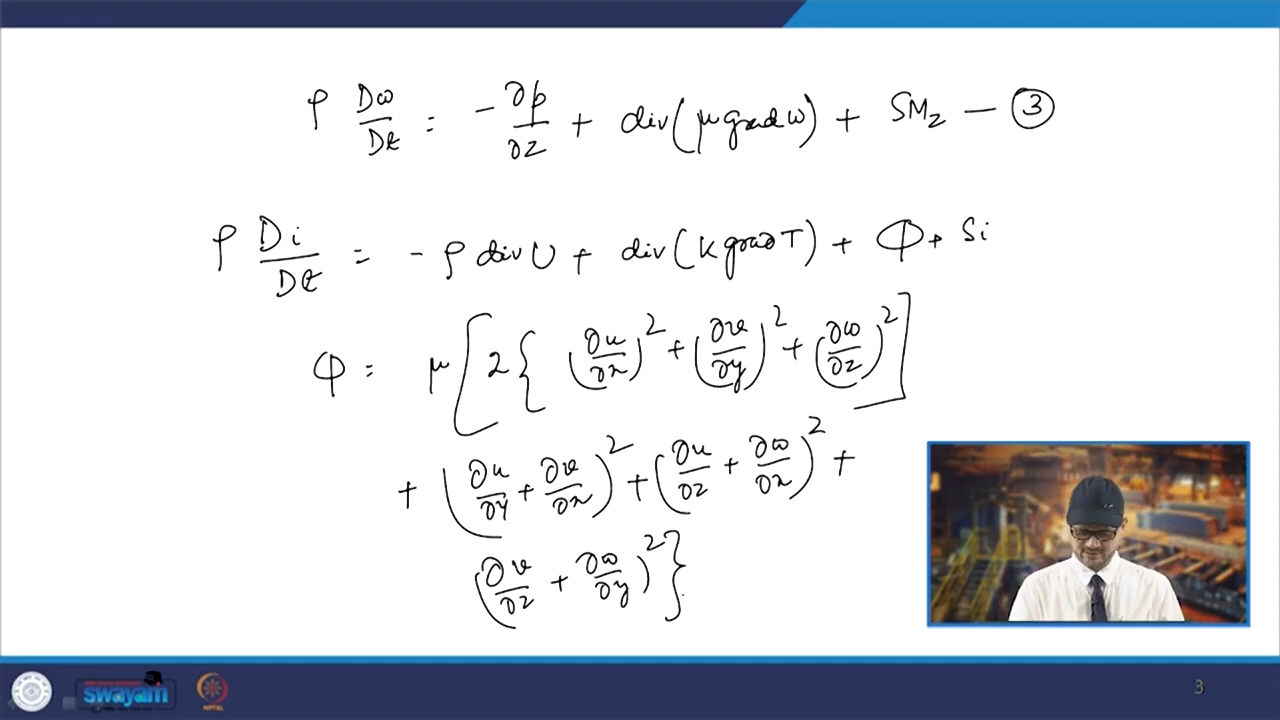 ρ Dw/Dt = - ∂p/∂z + div(μ grad w) + SMz — ③
ρ Di/Dt = - ρ div U + div(K grad T) + Φ + Si
Φ = μ[2{(∂u/∂x)² + (∂v/∂y)² + (∂w/∂z)²]
+ (∂u/∂y + ∂v/∂x)² + (∂u/∂z + ∂w/∂x)² +
(∂v/∂z + ∂w/∂y)²}
swayam
NPTEL
3